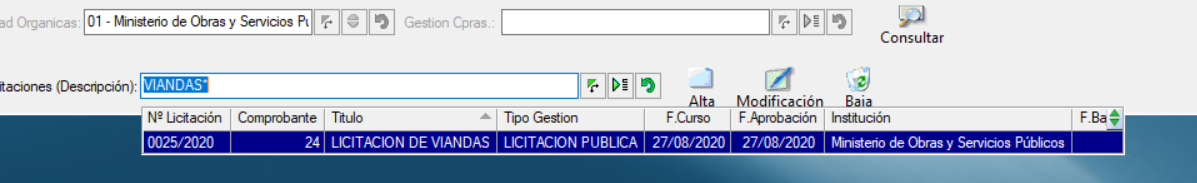 ad Organicas: 01 - Ministerio de Obras y Servicios Pu Gestion Cpras.:
Consultar
itaciones (Descripción): VIANDAS*
Alta Modificación Baja
Nº Licitación Comprobante Titulo Tipo Gestion F.Curso F.Aprobación Institución F.Ba
0025/2020 24 LICITACION DE VIANDAS LICITACION PUBLICA 27/08/2020 27/08/2020 Ministerio de Obras y Servicios Públicos